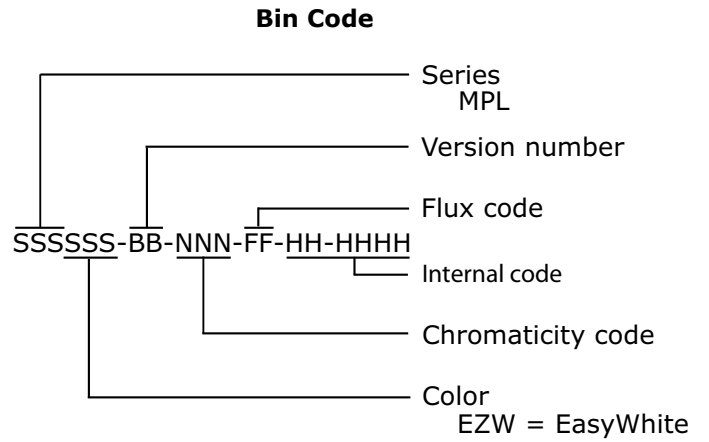 Bin Code
Series
MPL
Version number
Flux code
SSSSSS-BB-NNN-FF-HH-HHHH
Internal code
Chromaticity code
Color
EZW = EasyWhite